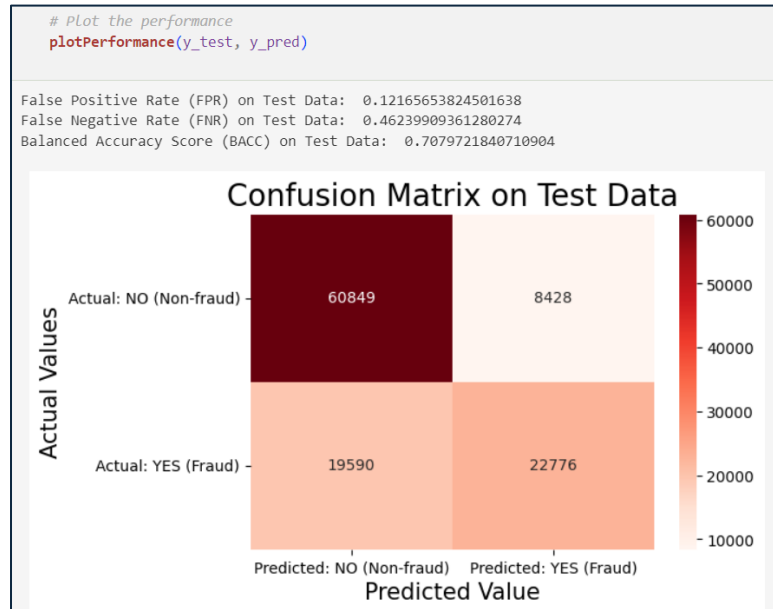 # Plot the performance
plotPerformance(y_test, y_pred)
False Positive Rate (FPR) on Test Data:  0.12165653824501638
False Negative Rate (FNR) on Test Data:  0.46239909361280274
Balanced Accuracy Score (BACC) on Test Data:  0.7079721840710904
Confusion Matrix on Test Data
60000
Actual: NO (Non-fraud)
60849
8428
50000
40000
Actual Values
30000
Actual: YES (Fraud)
19590
22776
20000
10000
Predicted: NO (Non-fraud)
Predicted: YES (Fraud)
Predicted Value